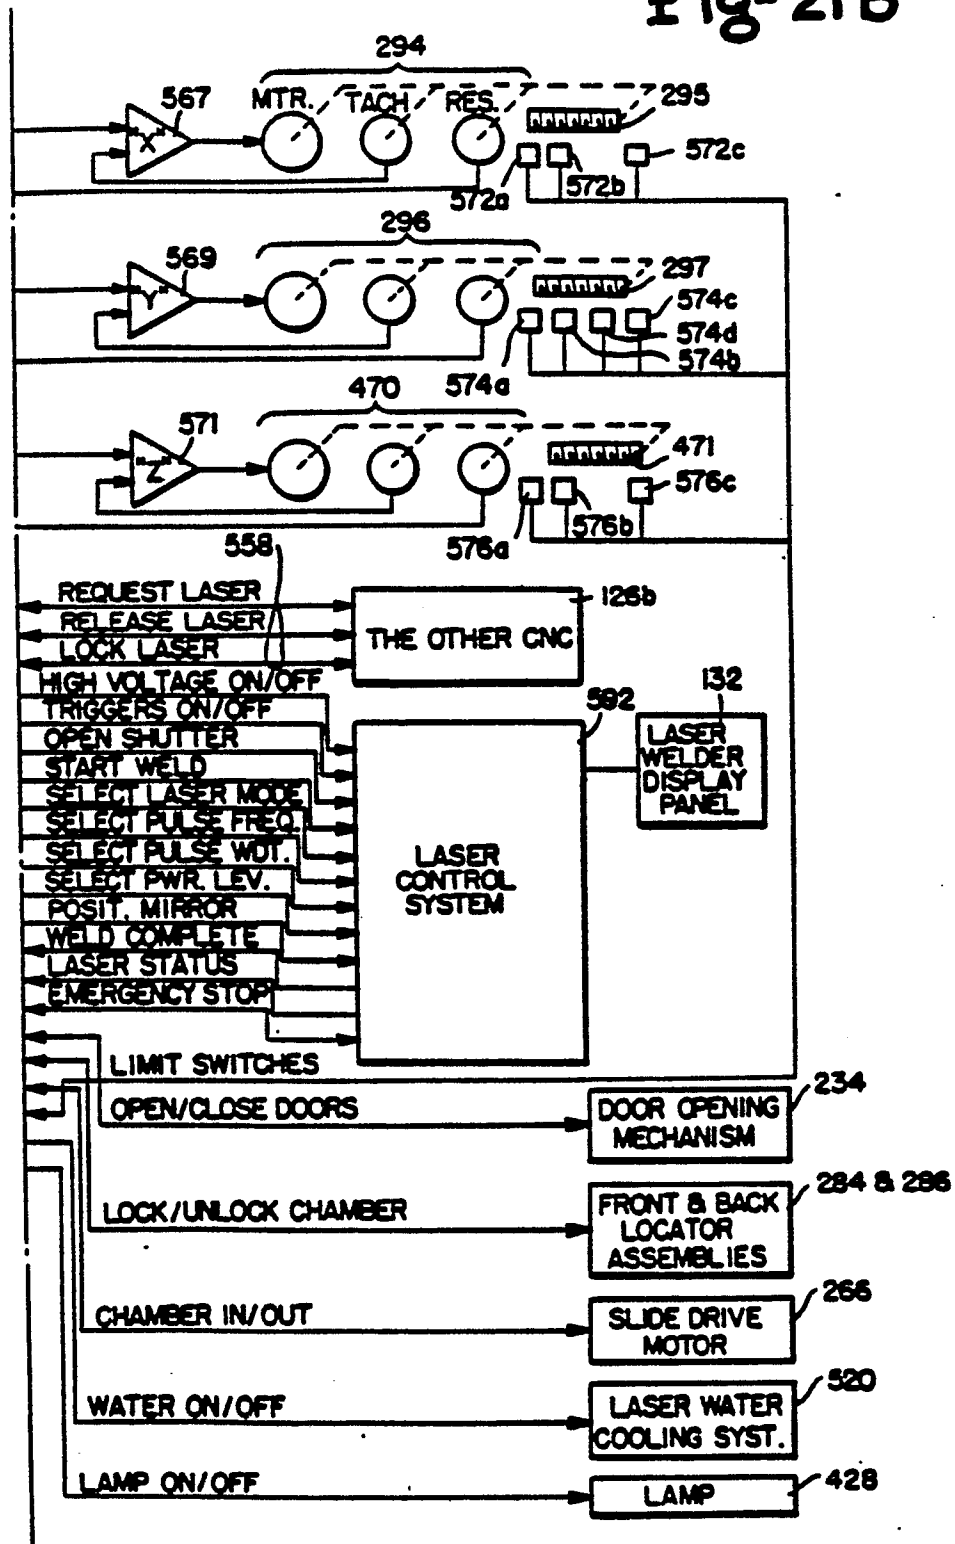 Fig-21B
294
567
MTR. TACH RES.
295
"X"
572c
572a
572b
296
569
297
"Y"
574c
574d
574b
574a
470
571
471
"Z"
576c
576b
576a
558
REQUEST LASER
126b
RELEASE LASER
THE OTHER CNC
LOCK LASER
HIGH VOLTAGE ON/OFF
132
TRIGGERS ON/OFF
592
OPEN SHUTTER
LASER
WELDER
DISPLAY
PANEL
START WELD
SELECT LASER MODE
SELECT PULSE FREQ.
SELECT PULSE WDT.
LASER
CONTROL
SYSTEM
SELECT PWR. LEV.
POSIT. MIRROR
WELD COMPLETE
LASER STATUS
EMERGENCY STOP
LIMIT SWITCHES
234
OPEN/CLOSE DOORS
DOOR OPENING
MECHANISM
284 & 286
LOCK/UNLOCK CHAMBER
FRONT & BACK
LOCATOR
ASSEMBLIES
266
CHAMBER IN/OUT
SLIDE DRIVE
MOTOR
520
WATER ON/OFF
LASER WATER
COOLING SYST.
LAMP ON/OFF
428
LAMP